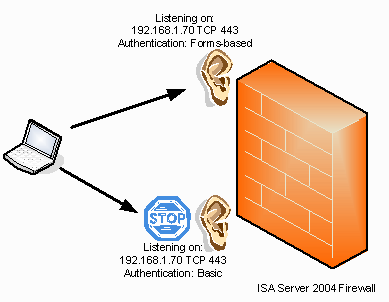 Listening on:
192.168.1.70 TCP 443
Authentication: Forms-based
STOP
Listening on:
192.168.1.70 TCP 443
Authentication: Basic
ISA Server 2004 Firewall